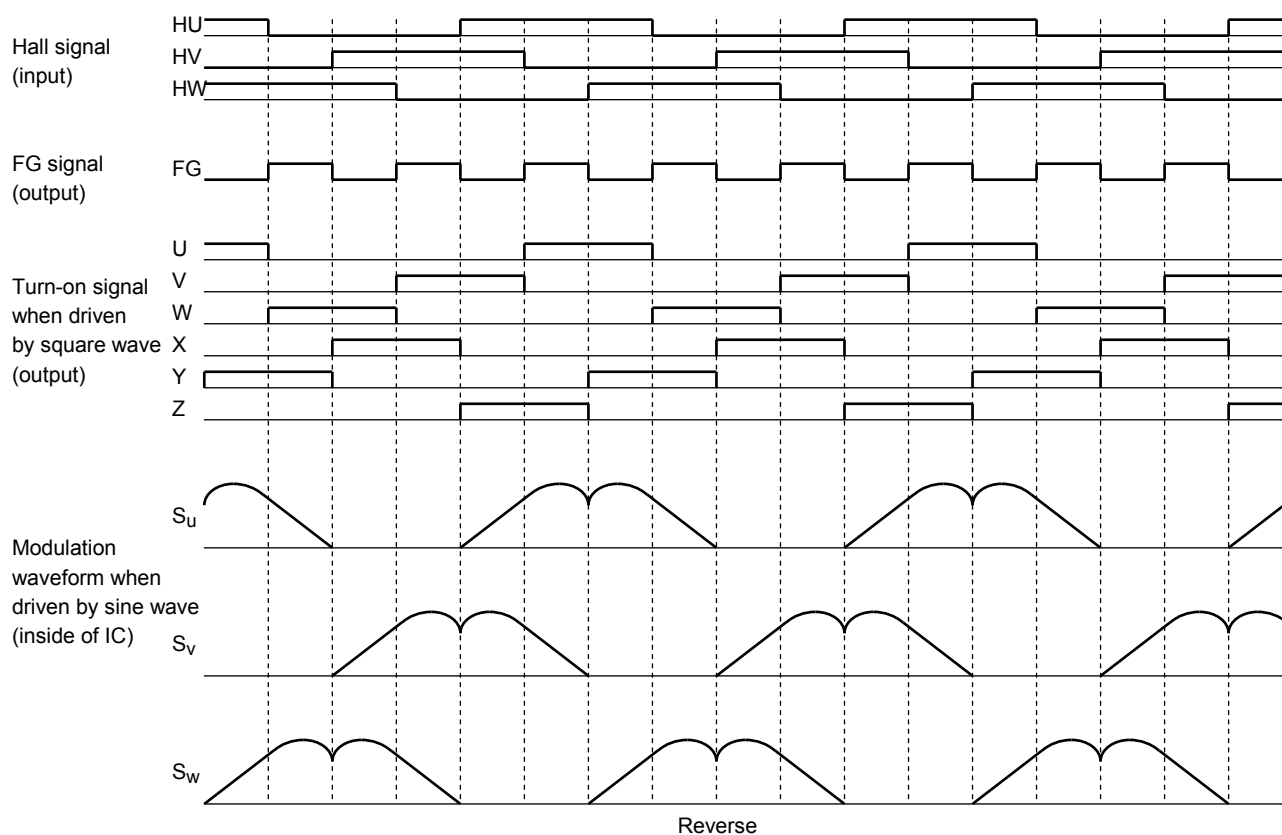 Hall signal
(input)
HU
HV
HW
FG signal
(output)
FG
Turn-on signal
when driven
by square wave
(output)
U
V
W
X
Y
Z
Modulation
waveform when
driven by sine wave
(inside of IC)
Su
Sv
Sw
Reverse